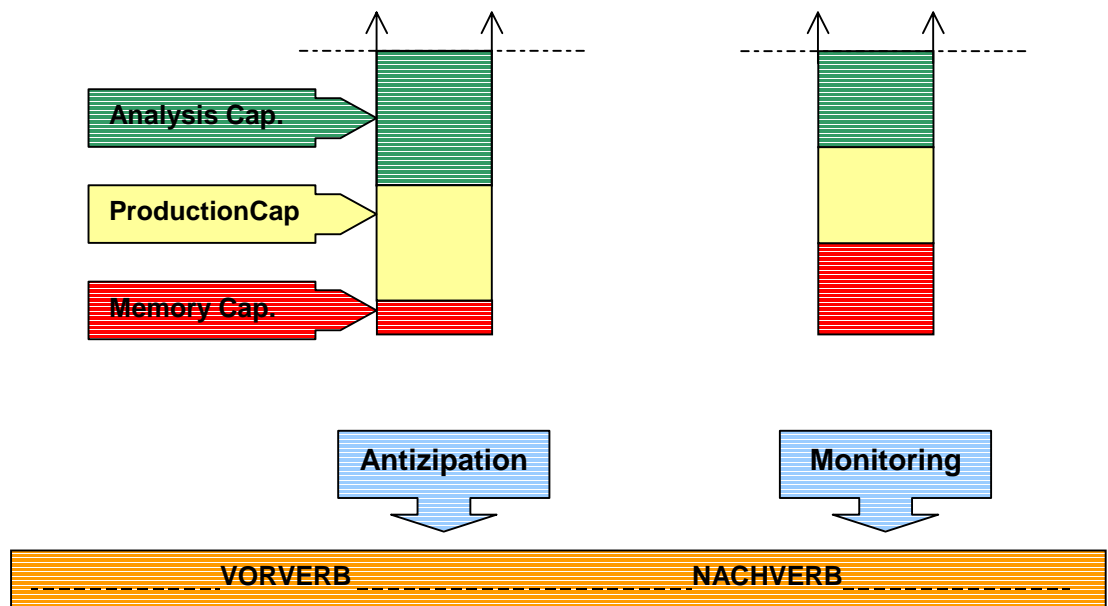 Analysis Cap.
ProductionCap
Memory Cap.
Antizipation
Monitoring
VORVERB
NACHVERB